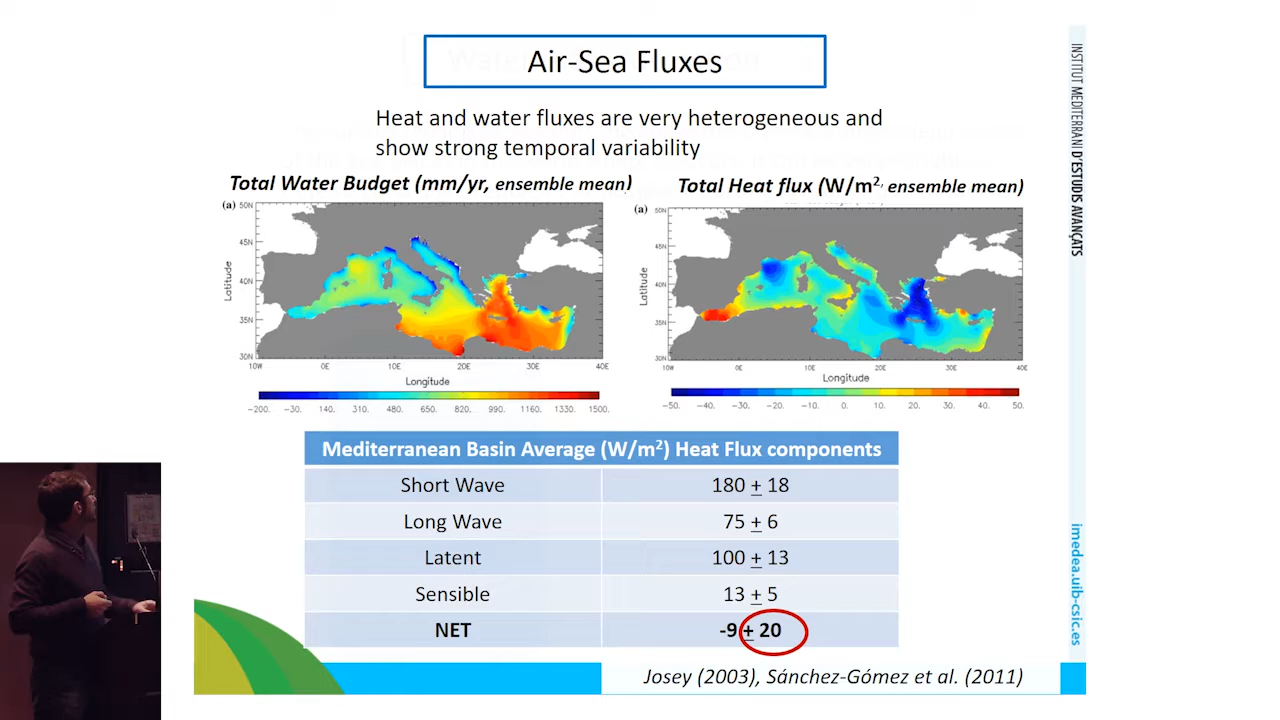 Air-Sea Fluxes
Heat and water fluxes are very heterogeneous and
show strong temporal variability
Total Water Budget (mm/yr, ensemble mean)
(a)
50N
45N
40N
35N
30N
Latitude
10W 0E 10E 20E 30E 40E
Longitude
-200. -30. 140. 310. 480. 650. 820. 990. 1160. 1330. 1500.
Total Heat flux (W/m2, ensemble mean)
(a)
50N
45N
40N
35N
30N
Latitude
10W 0E 10E 20E 30E 40E
Longitude
-50. -40. -30. -20. -10. 0. 10. 20. 30. 40. 50.
Mediterranean Basin Average (W/m2) Heat Flux components
Short Wave 180 ± 18
Long Wave 75 ± 6
Latent 100 ± 13
Sensible 13 ± 5
NET -9 ± 20
Josey (2003), Sánchez-Gómez et al. (2011)
INSTITUT MEDITERRANI D'ESTUDIS AVANÇATS
imedea.uib-csic.es